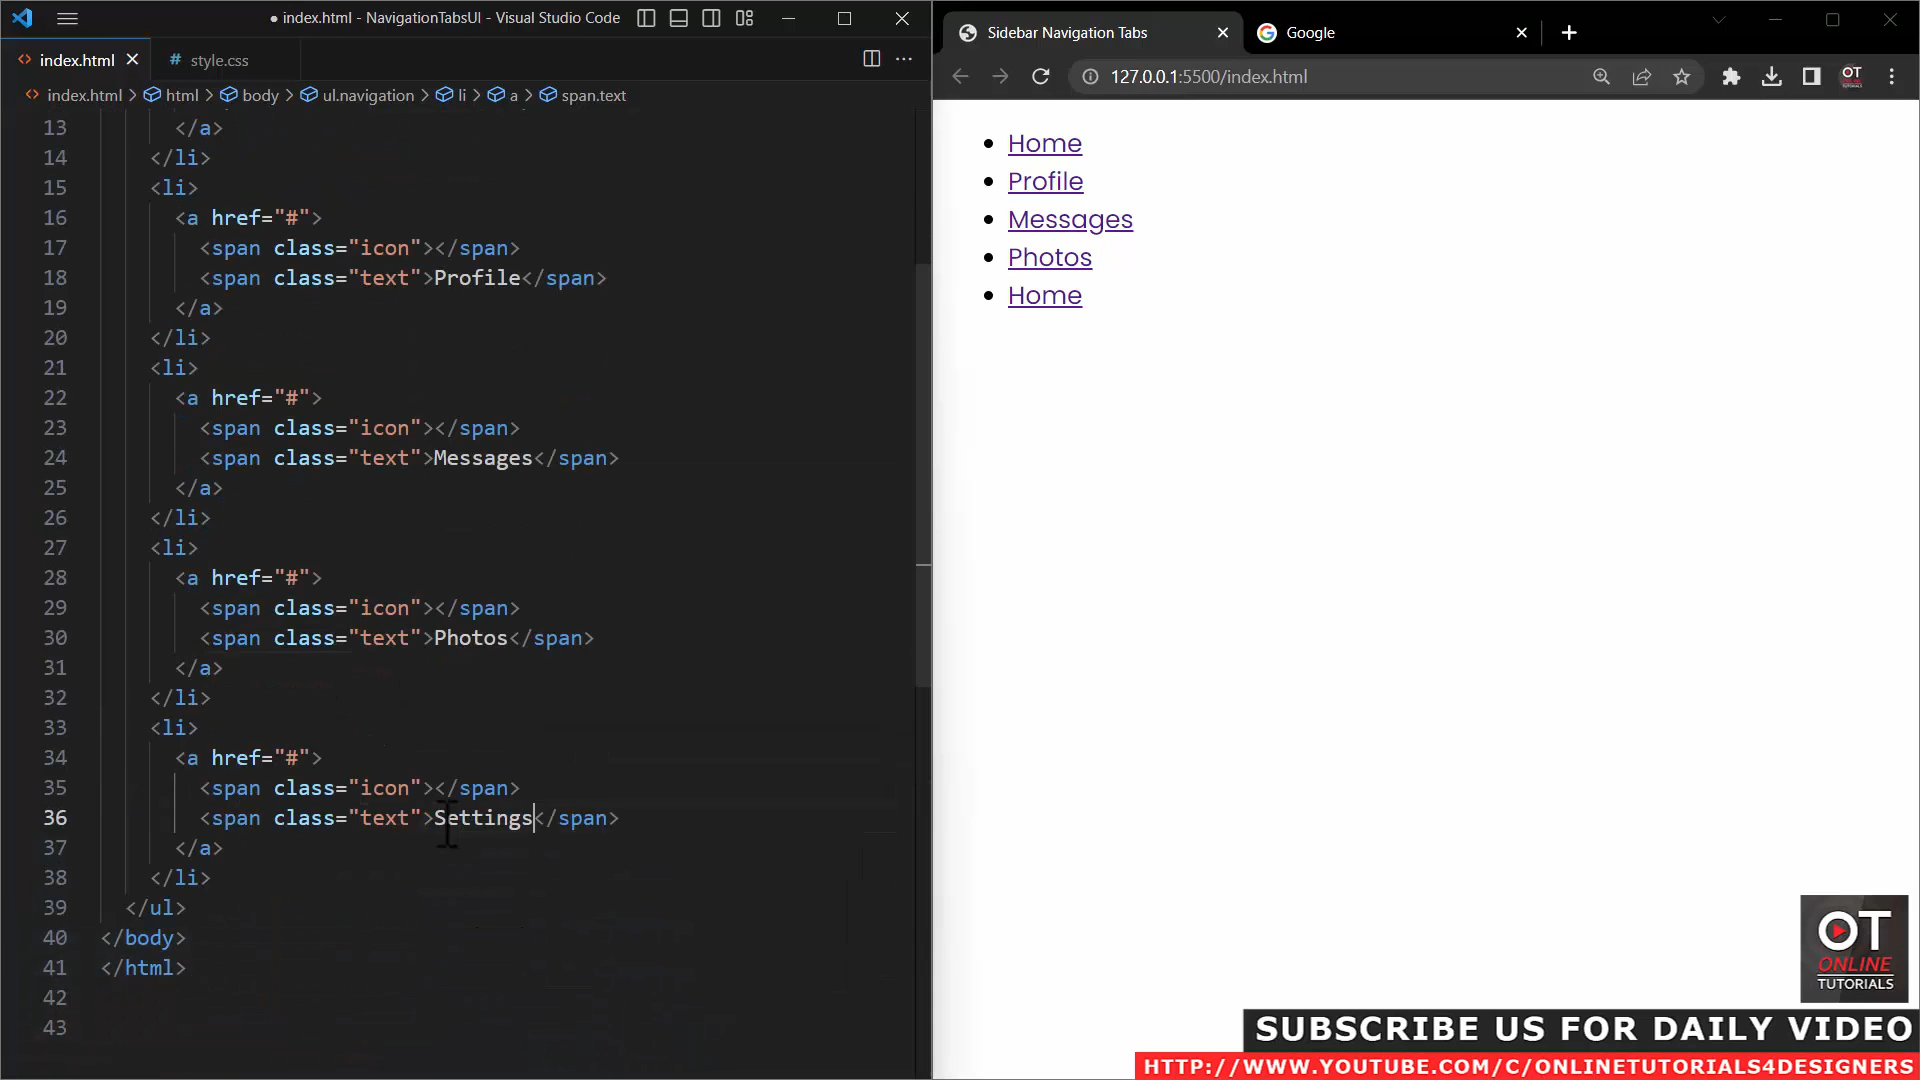 ● index.html - NavigationTabsUI - Visual Studio Code
index.html
# style.css
index.html > html > body > ul.navigation > li > a > span.text
13 </a>
14 </li>
15 <li>
16 <a href="#">
17 <span class="icon"></span>
18 <span class="text">Profile</span>
19 </a>
20 </li>
21 <li>
22 <a href="#">
23 <span class="icon"></span>
24 <span class="text">Messages</span>
25 </a>
26 </li>
27 <li>
28 <a href="#">
29 <span class="icon"></span>
30 <span class="text">Photos</span>
31 </a>
32 </li>
33 <li>
34 <a href="#">
35 <span class="icon"></span>
36 <span class="text">Settings</span>
37 </a>
38 </li>
39 </ul>
40 </body>
41 </html>
42
43
Sidebar Navigation Tabs
Google
127.0.0.1:5500/index.html
Home
Profile
Messages
Photos
Home
OT
ONLINE
TUTORIALS
SUBSCRIBE US FOR DAILY VIDEO
HTTP://WWW.YOUTUBE.COM/C/ONLINETUTORIALS4DESIGNERS